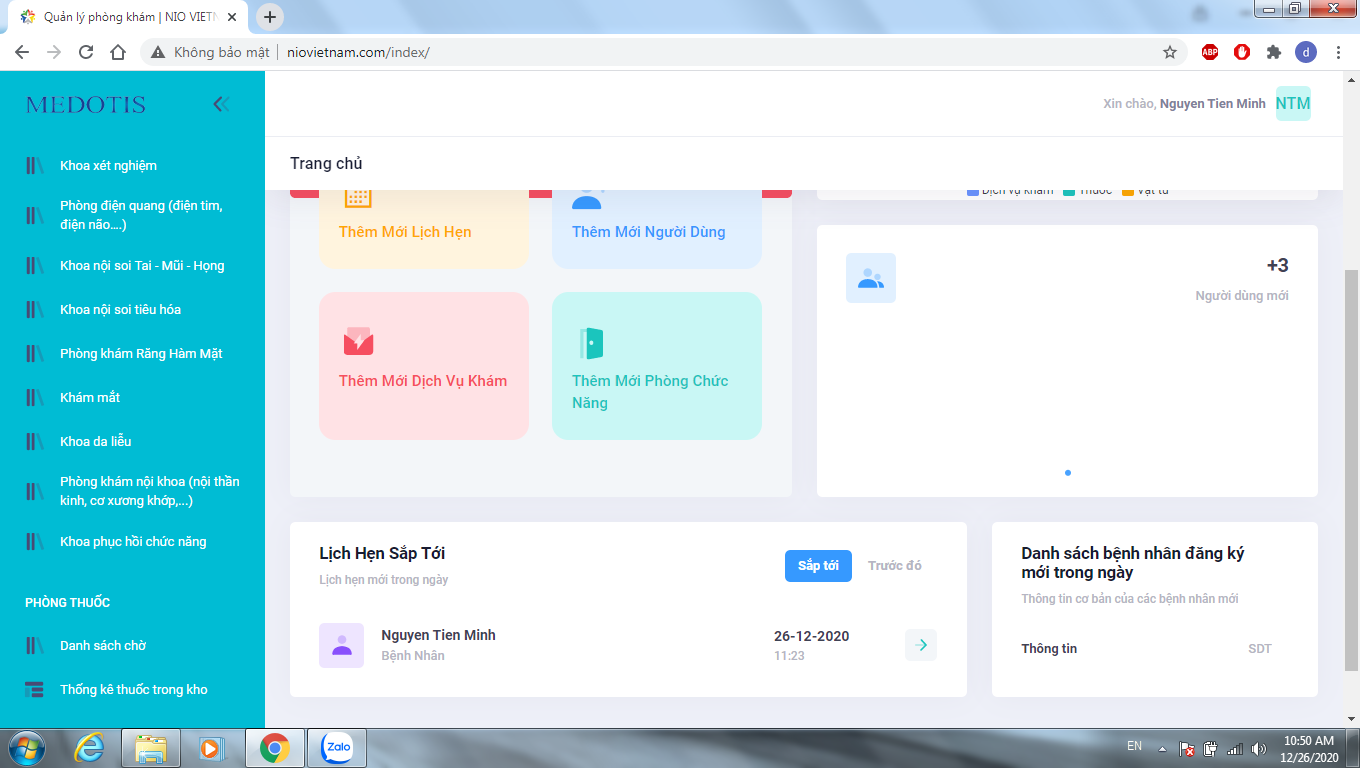 Quản lý phòng khám | NIO VIETN
Không bảo mật
niovietnam.com/index/
ABP
d
MEDOTIS
Khoa xét nghiệm
Phòng điện quang (điện tim,
điện não....)
Khoa nội soi Tai - Mũi - Họng
Khoa nội soi tiêu hóa
Phòng khám Răng Hàm Mặt
Khám mắt
Khoa da liễu
Phòng khám nội khoa (nội thần
kinh, cơ xương khớp,...)
Khoa phục hồi chức năng
PHÒNG THUỐC
Danh sách chờ
Thống kê thuốc trong kho
Xin chào, Nguyen Tien Minh
NTM
Trang chủ
Thêm Mới Lịch Hẹn
Thêm Mới Người Dùng
Thêm Mới Dịch Vụ Khám
Thêm Mới Phòng Chức
Năng
Dịch vụ khám
Thuốc
Vật tư
+3
Người dùng mới
Lịch Hẹn Sắp Tới
Lịch hẹn mới trong ngày
Sắp tới
Trước đó
Nguyen Tien Minh
Bệnh Nhân
26-12-2020
11:23
Danh sách bệnh nhân đăng ký
mới trong ngày
Thông tin cơ bản của các bệnh nhân mới
Thông tin
SDT
Zalo
EN
10:50 AM
12/26/2020